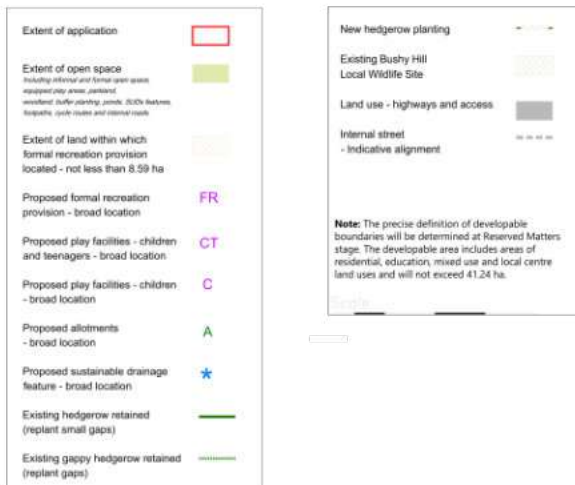 Extent of application
Extent of open space
Including informal and formal open space,
equipped play areas, parkland,
woodland, buffer planting, ponds, SUDs features,
footpaths, cycle routes and internal roads
Extent of land within which
formal recreation provision
located - not less than 8.59 ha
Proposed formal recreation FR
provision - broad location
Proposed play facilities - children CT
and teenagers - broad location
Proposed play facilities - children C
- broad location
Proposed allotments A
- broad location
Proposed sustainable drainage *
feature - broad location
Existing hedgerow retained
(replant small gaps)
Existing gappy hedgerow retained
(replant gaps)
New hedgerow planting
Existing Bushy Hill
Local Wildlife Site
Land use - highways and access
Internal street
- Indicative alignment
Note: The precise definition of developable
boundaries will be determined at Reserved Matters
stage. The developable area includes areas of
residential, education, mixed use and local centre
land uses and will not exceed 41.24 ha.
Scale